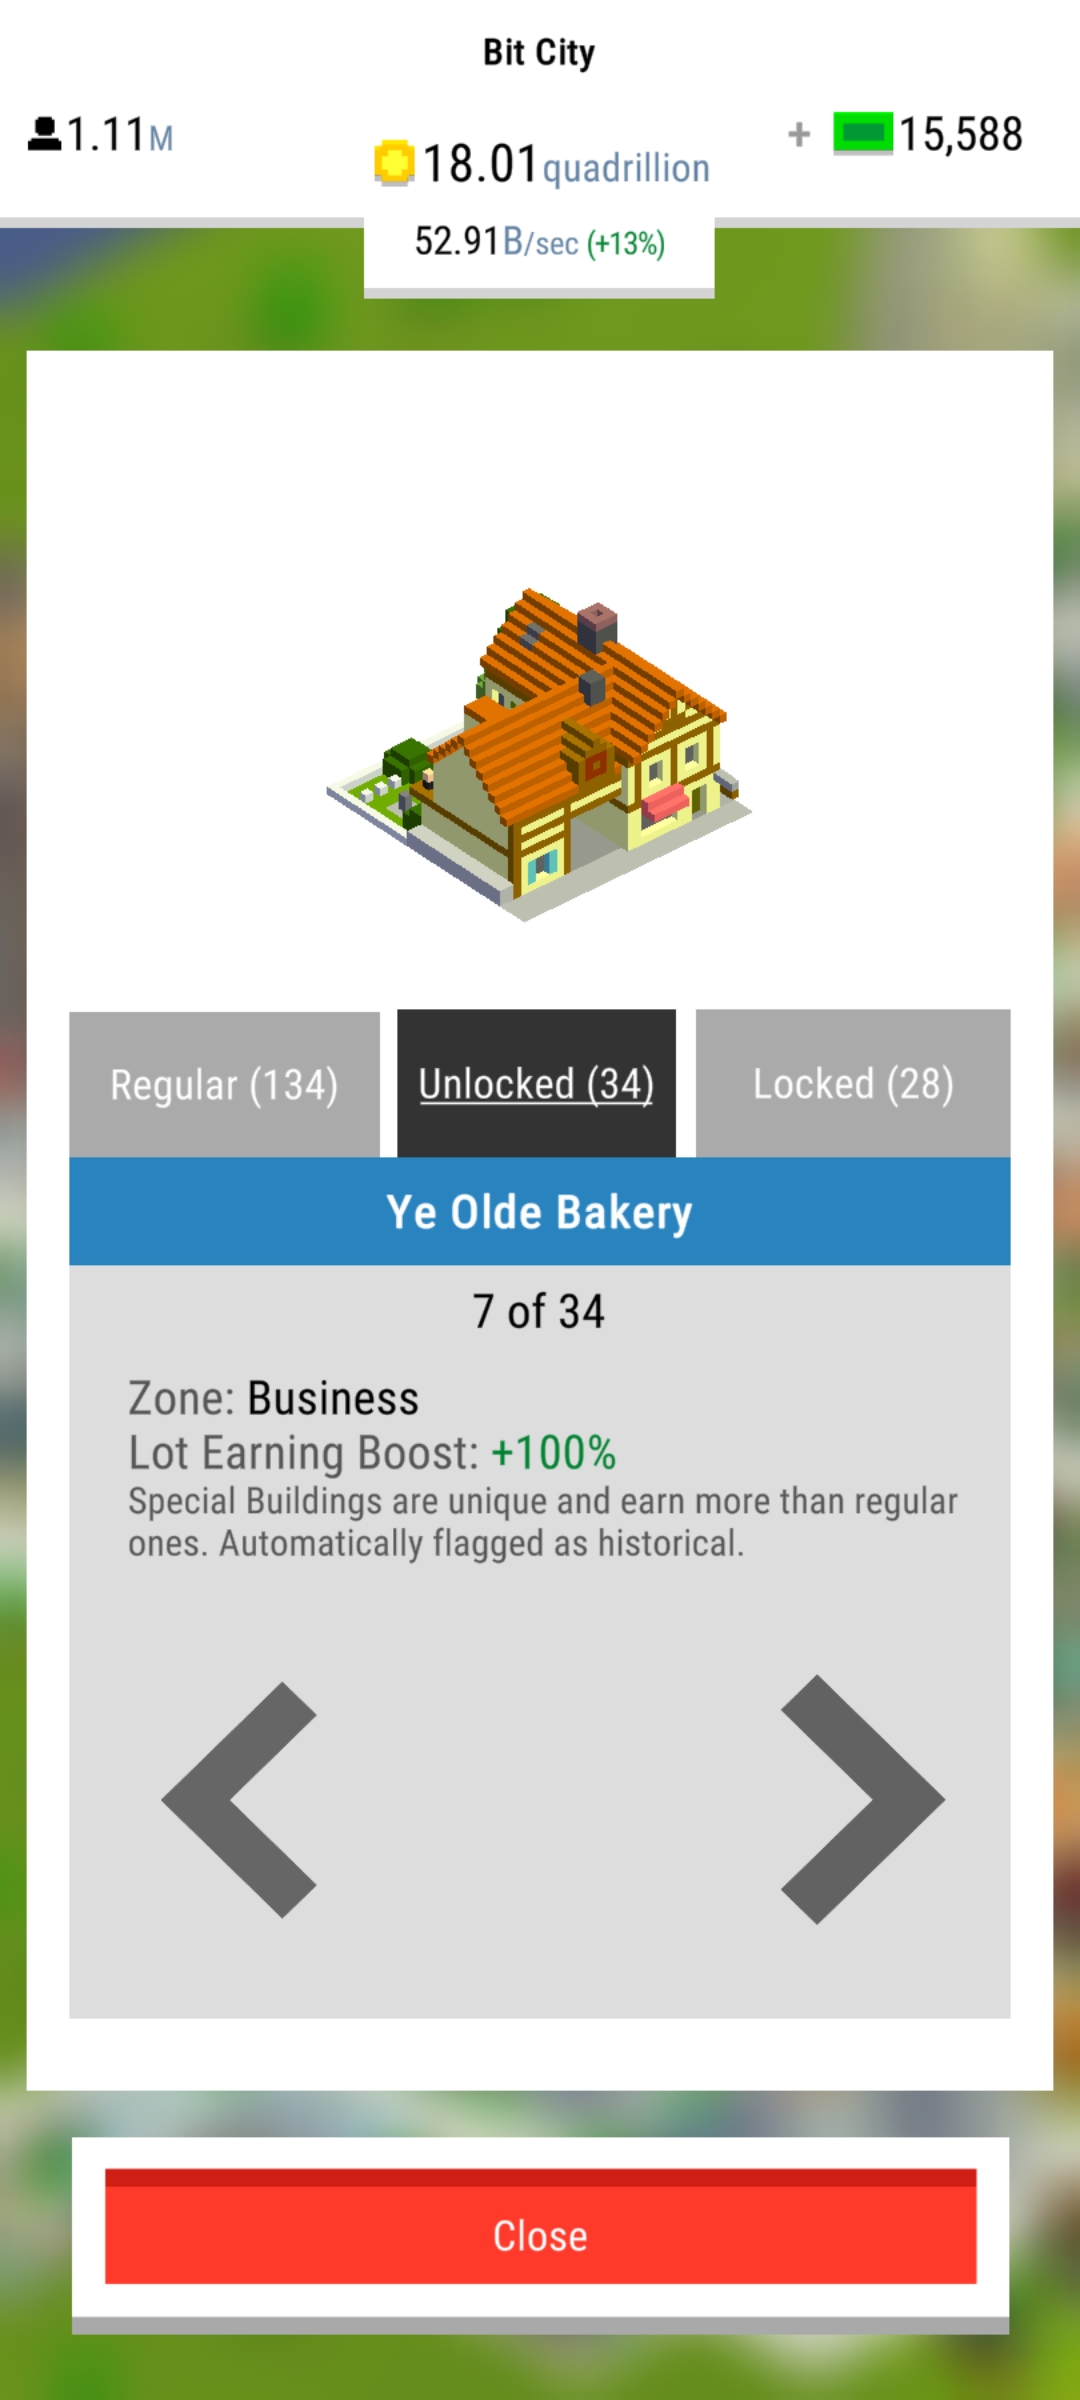 Bit City
1.11M
+ 15,588
18.01quadrillion
52.91B/sec (+13%)
Regular (134)
Unlocked (34)
Locked (28)
Ye Olde Bakery
7 of 34
Zone: Business
Lot Earning Boost: +100%
Special Buildings are unique and earn more than regular
ones. Automatically flagged as historical.
Close